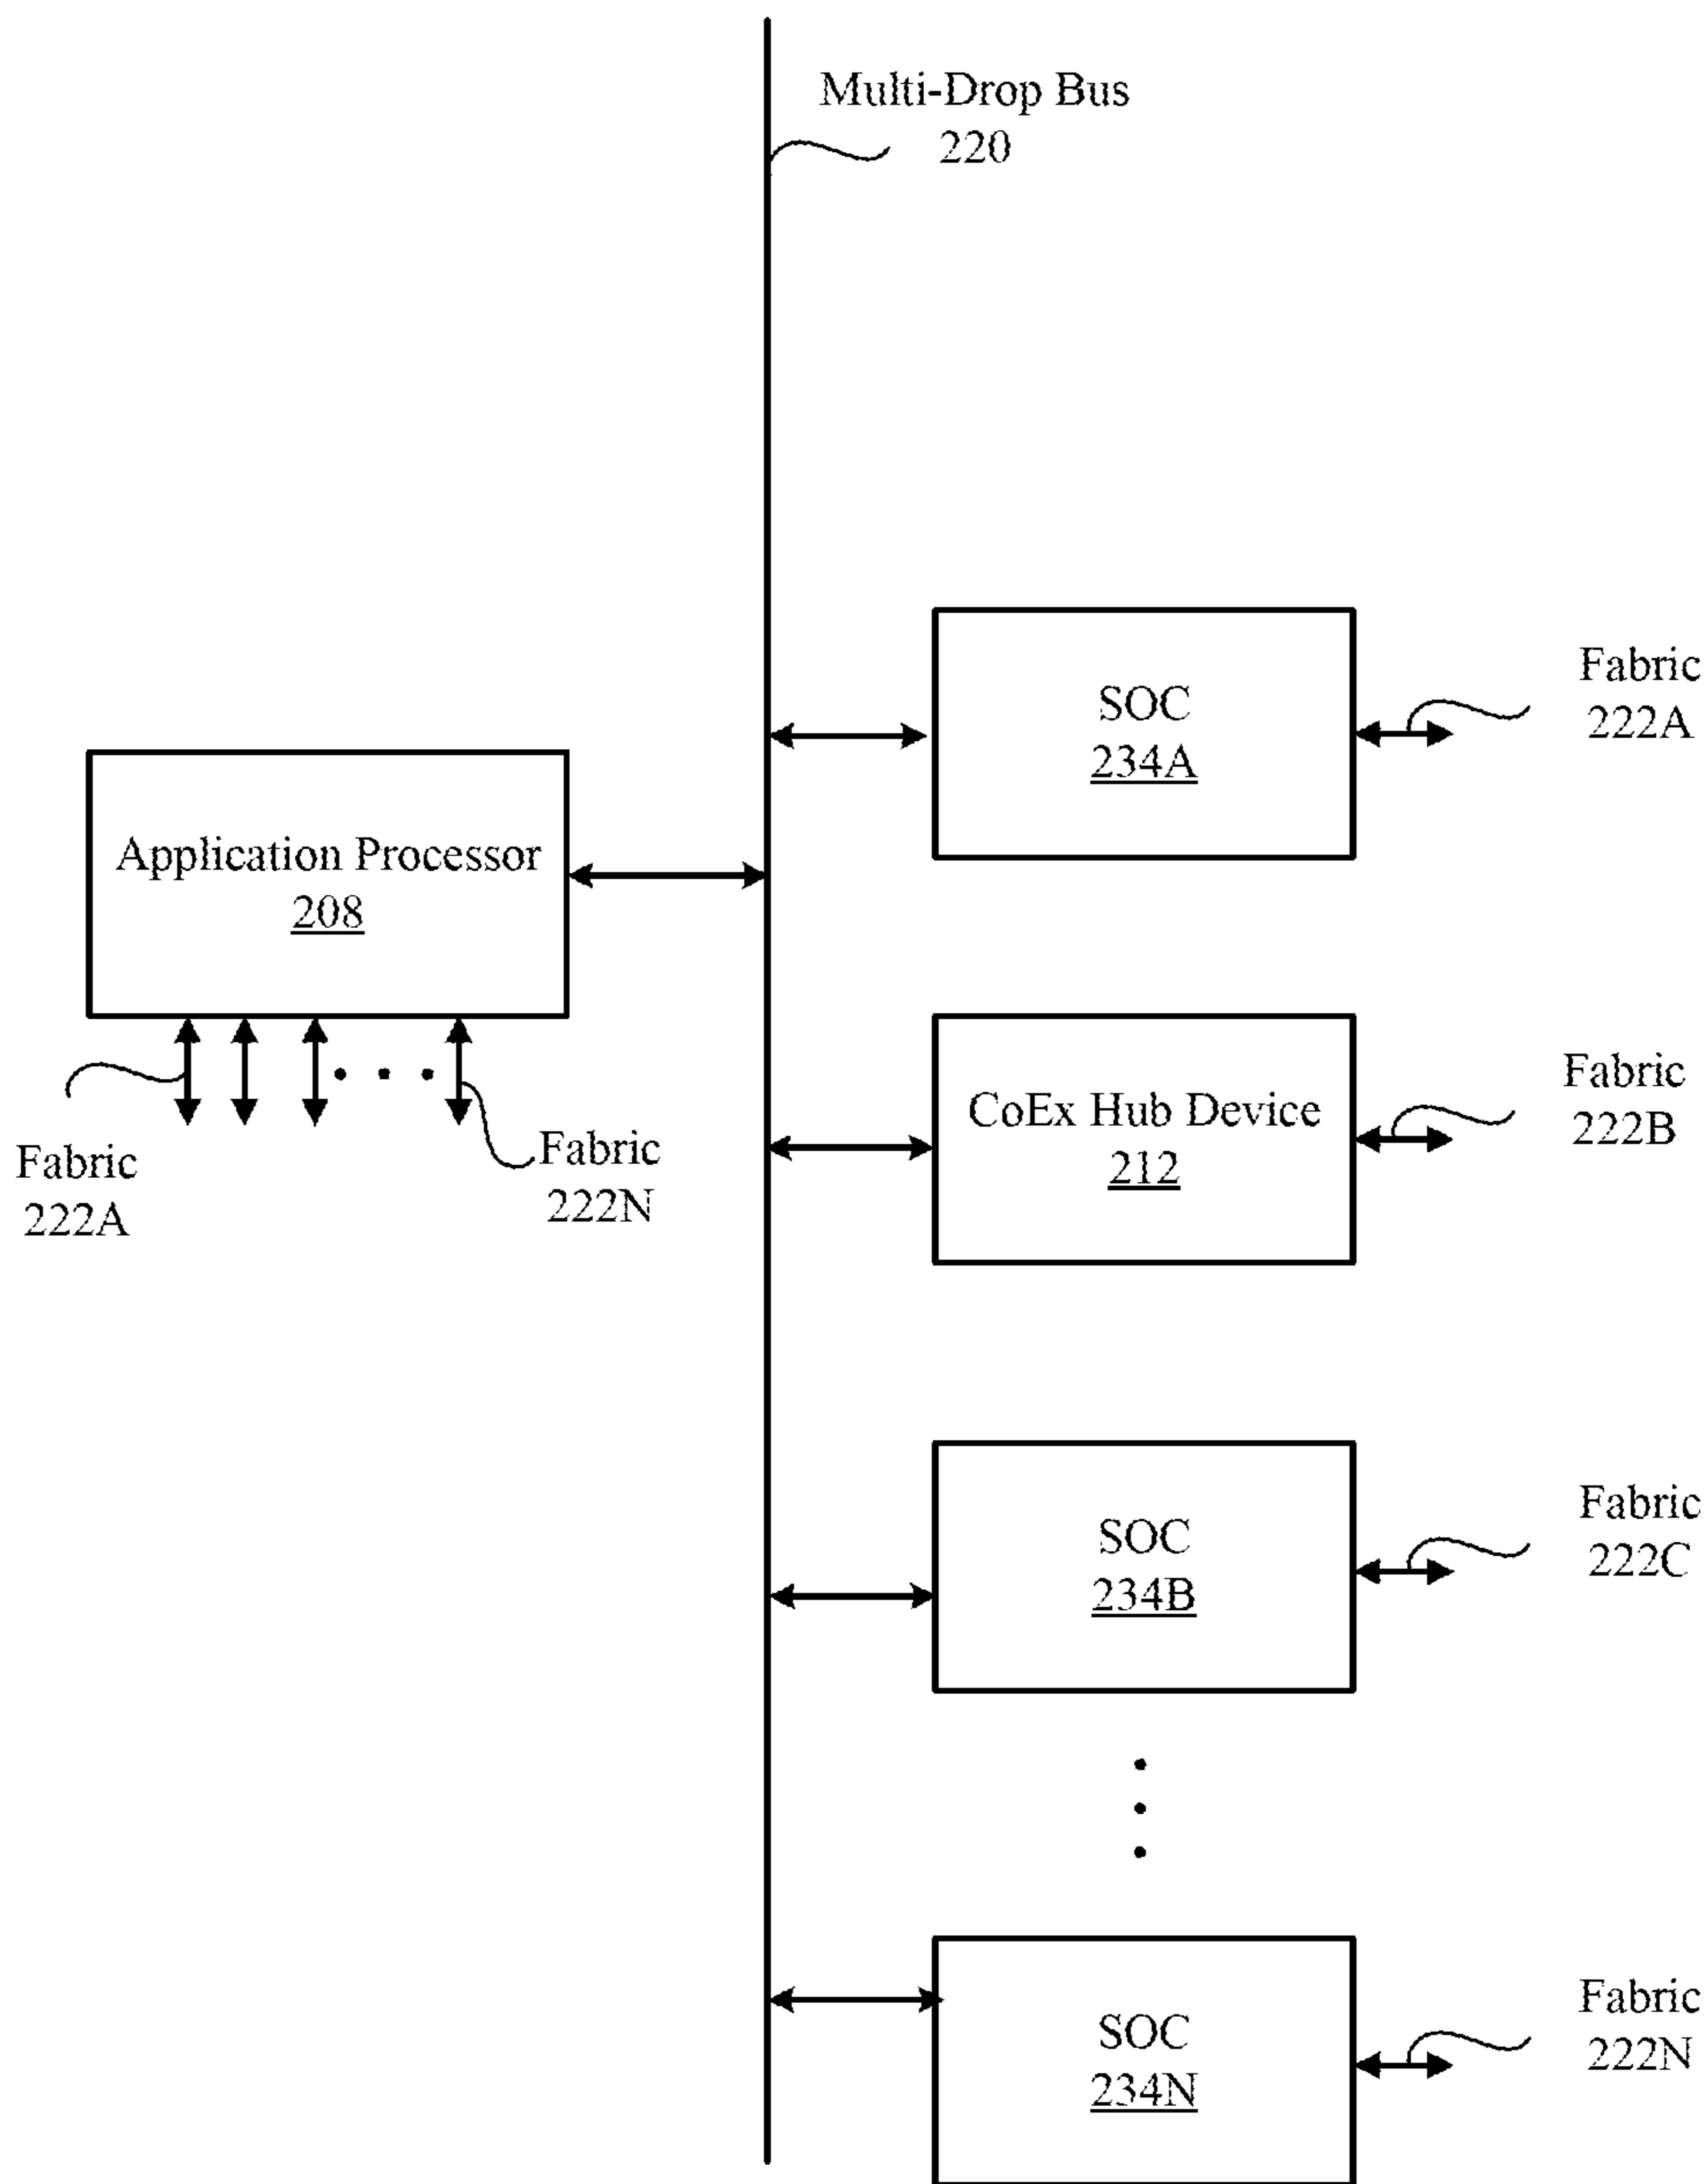 Multi-Drop Bus
220
SOC
234A
Fabric
222A
Application Processor
208
Fabric
222A
Fabric
222N
CoEx Hub Device
212
Fabric
222B
SOC
234B
Fabric
222C
SOC
234N
Fabric
222N